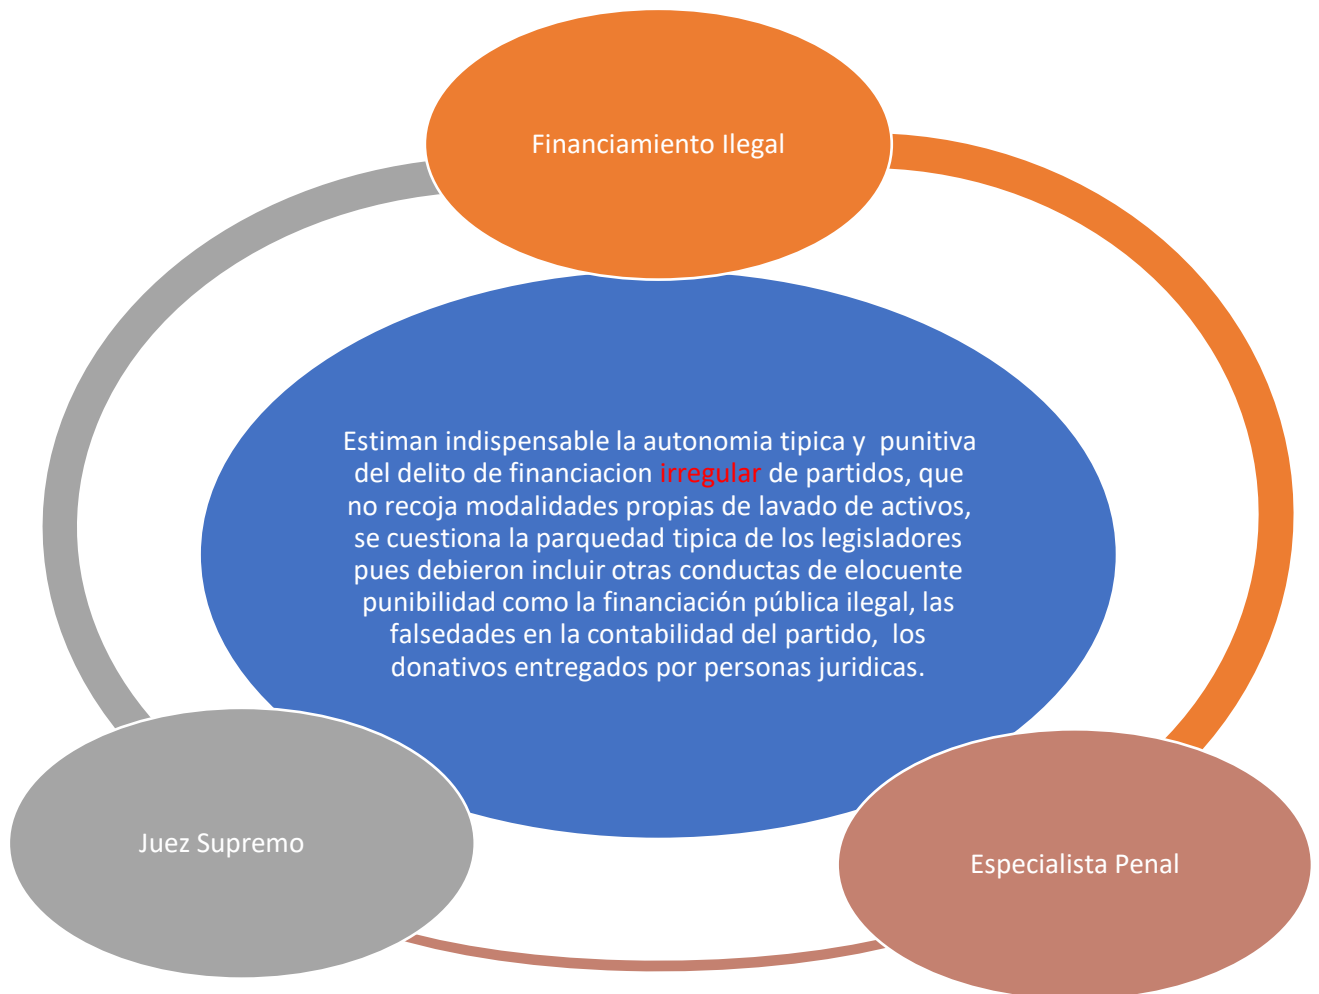 Financiamiento Ilegal
Estiman indispensable la autonomia tipica y  punitiva
del delito de financiacion irregular de partidos, que
no recoja modalidades propias de lavado de activos,
se cuestiona la parquedad tipica de los legisladores
pues debieron incluir otras conductas de elocuente
punibilidad como la financiación pública ilegal, las
falsedades en la contabilidad del partido,  los
donativos entregados por personas juridicas.
Juez Supremo
Especialista Penal